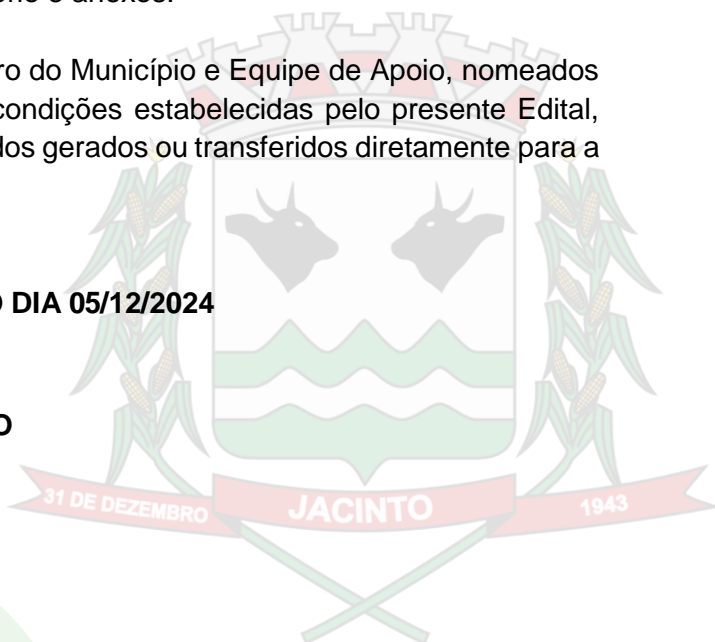 e anexos.
ro do Município e Equipe de Apoio, nomeados
condições estabelecidas pelo presente Edital,
dos gerados ou transferidos diretamente para a
DIA 05/12/2024
O
31 DE DEZEMBRO JACINTO 1943